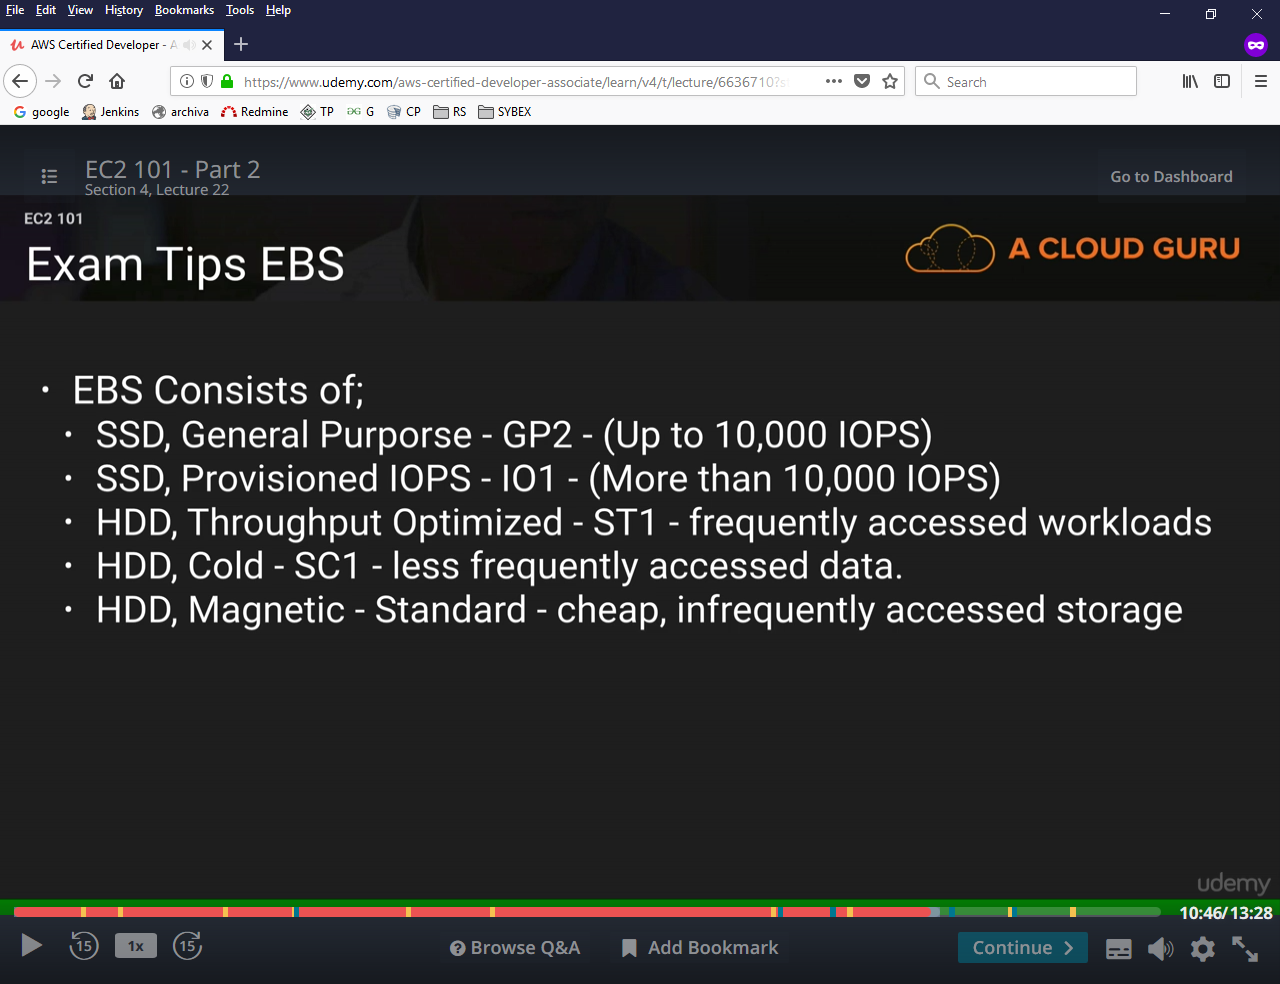 File Edit View History Bookmarks Tools Help
AWS Certified Developer - A
https://www.udemy.com/aws-certified-developer-associate/learn/v4/t/lecture/6636710?s
Search
google Jenkins archiva Redmine TP G CP RS SYBEX
EC2 101 - Part 2
Section 4, Lecture 22
Go to Dashboard
EC2 101
Exam Tips EBS
A CLOUD GURU
• EBS Consists of;
• SSD, General Purporse - GP2 - (Up to 10,000 IOPS)
• SSD, Provisioned IOPS - IO1 - (More than 10,000 IOPS)
• HDD, Throughput Optimized - ST1 - frequently accessed workloads
• HDD, Cold - SC1 - less frequently accessed data.
• HDD, Magnetic - Standard - cheap, infrequently accessed storage
udemy
10:46/13:28
15 1x 15 Browse Q&A Add Bookmark Continue